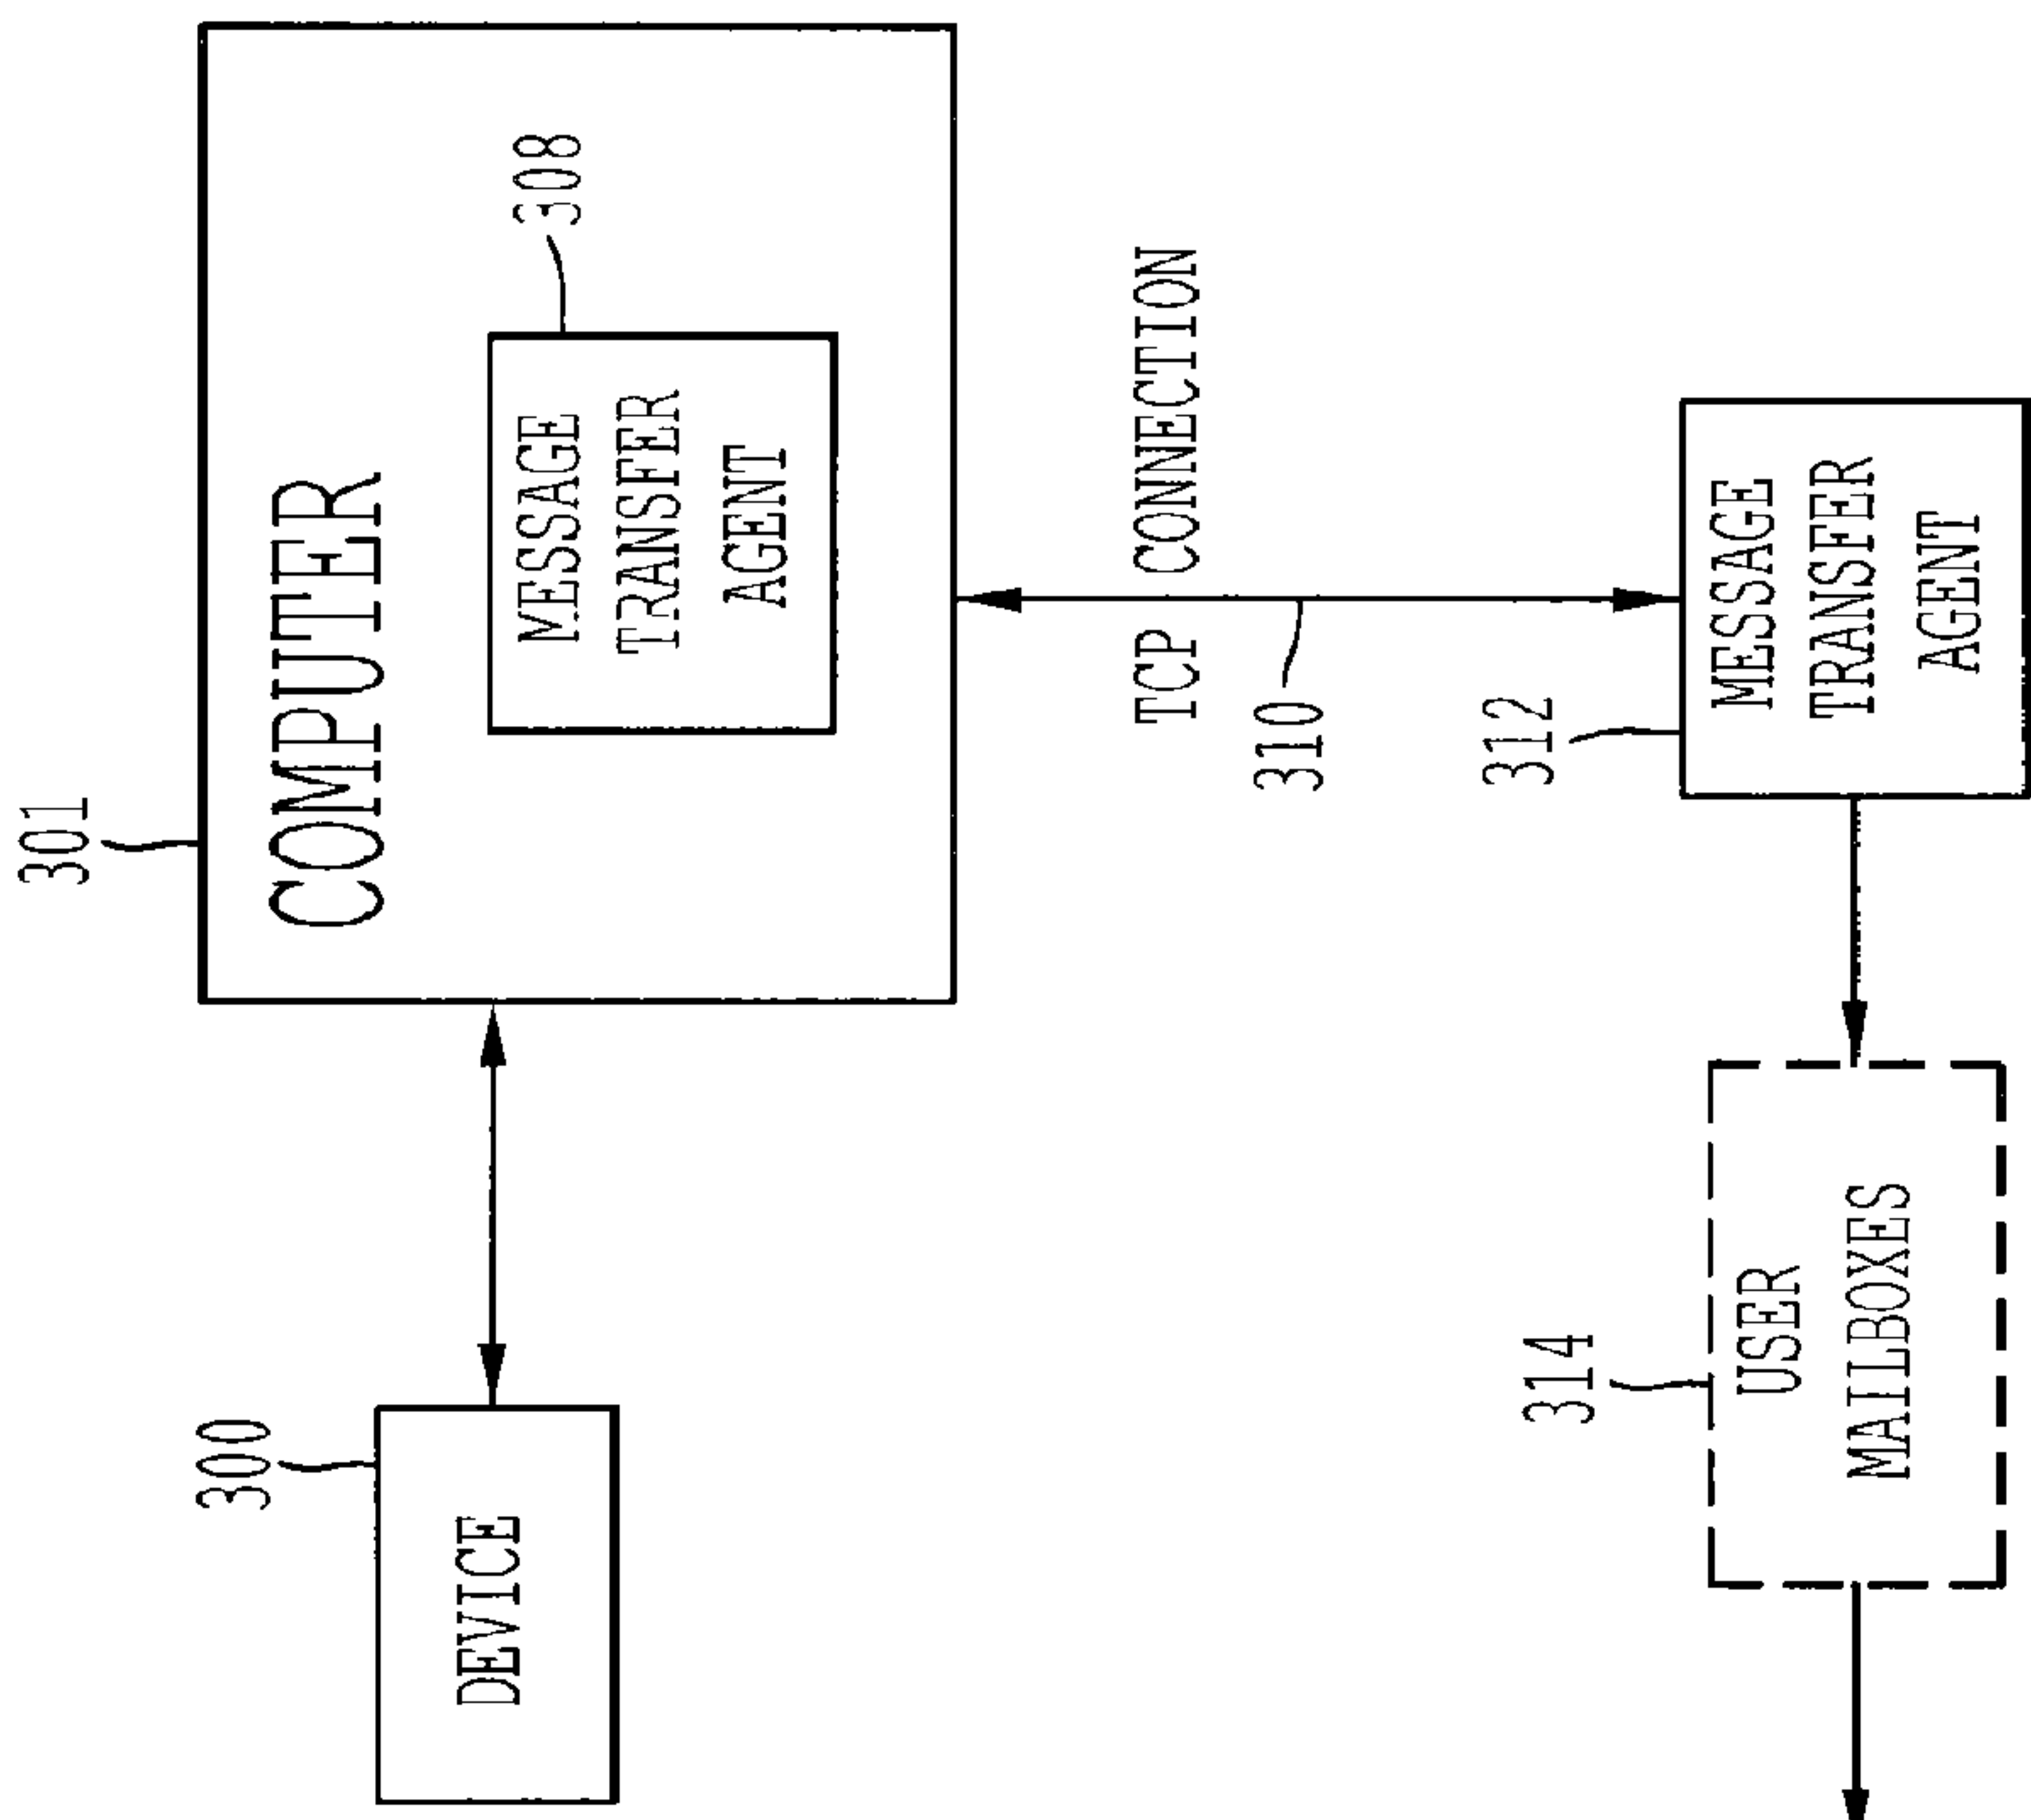 300
DEVICE
301
COMPUTER
308
MESSAGE
TRANSFER
AGENT
TCP CONNECTION
310
312
MESSAGE
TRANSFER
AGENT
314
USER
MAILBOXES